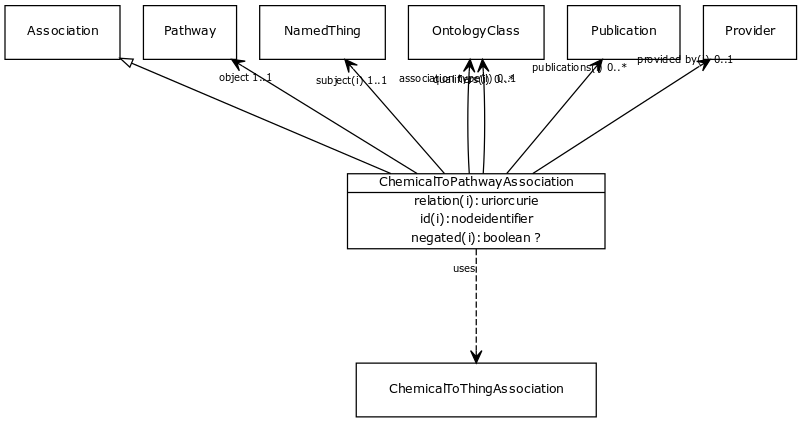 Association
Pathway
NamedThing
OntologyClass
Publication
Provider
object 1..1
subject(i) 1..1
association type(i) 0..1
qualifiers(i) 0..*
publications(i) 0..*
provided by(i) 0..1
ChemicalToPathwayAssociation
relation(i):uriorcurie
id(i):nodeidentifier
negated(i):boolean ?
uses
ChemicalToThingAssociation